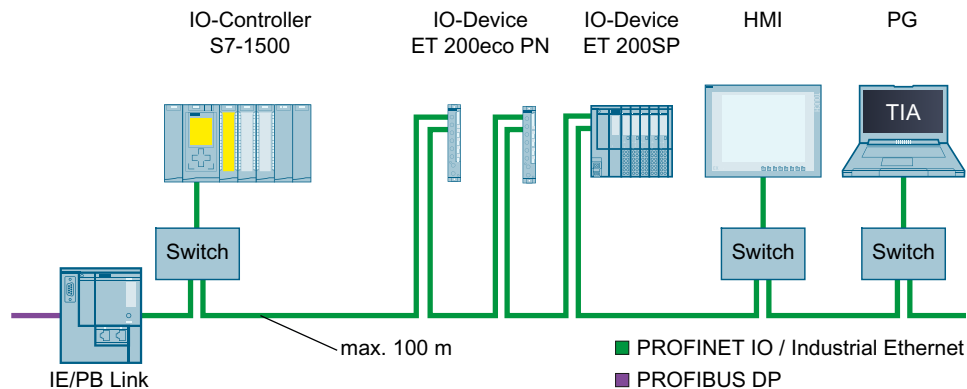 IO-Controller
S7-1500
IO-Device
ET 200eco PN
IO-Device
ET 200SP
HMI
PG
TIA
Switch
Switch
Switch
max. 100 m
IE/PB Link
PROFINET IO / Industrial Ethernet
PROFIBUS DP